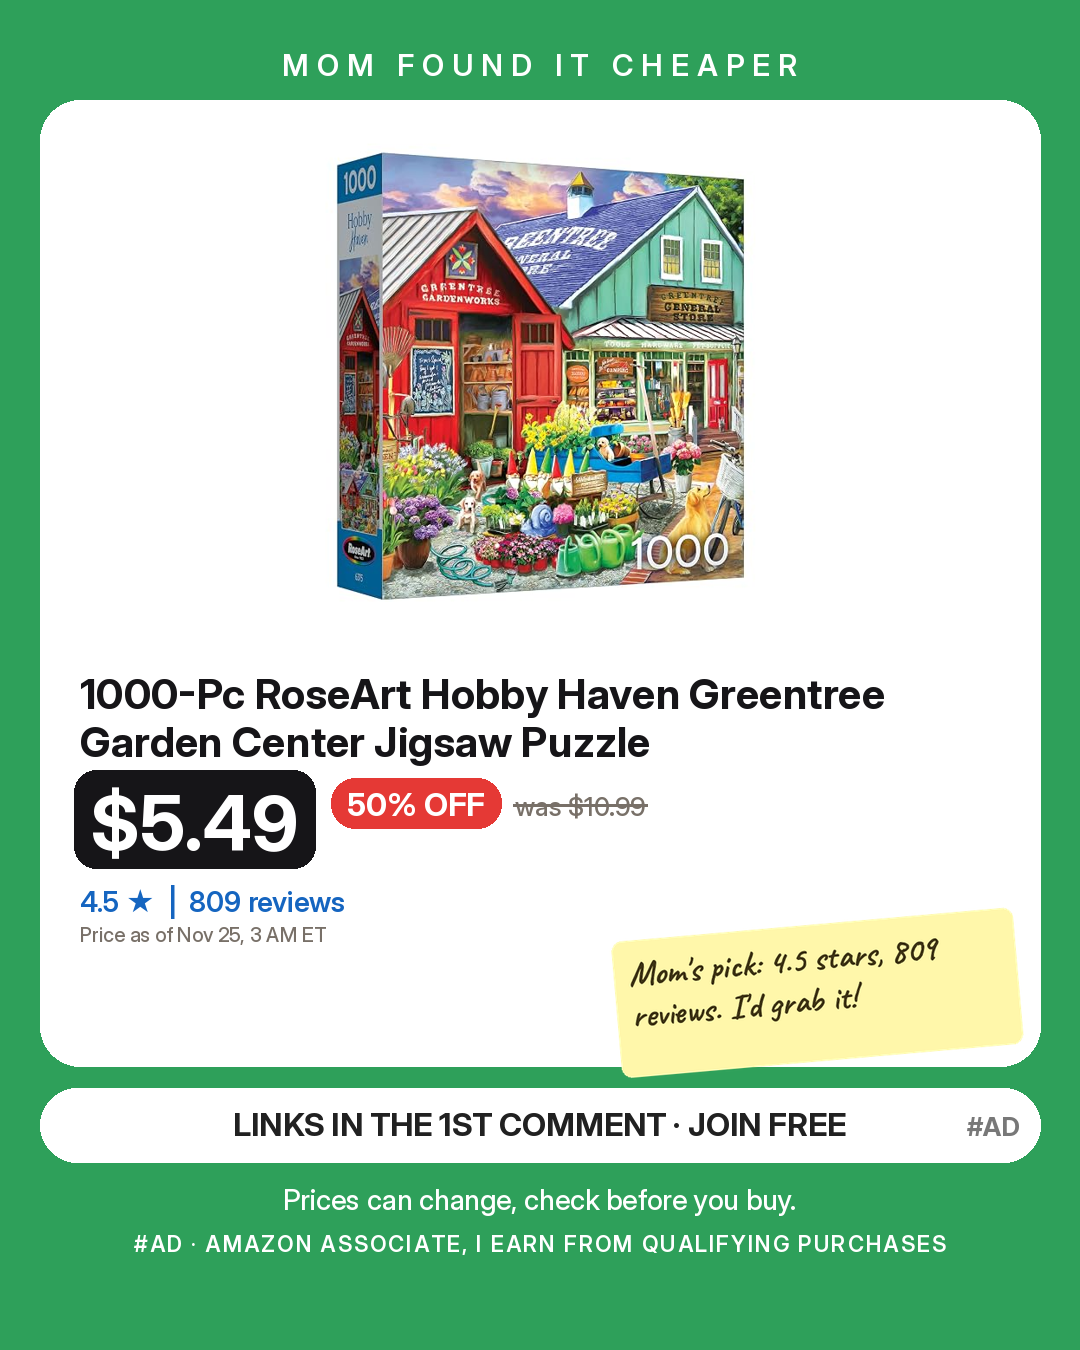 MOM FOUND IT CHEAPER
1000
Hobby
Haven
GREENTREE
GENERAL
STORE
GREENTREE
GARDENWORKS
GREENTREE
GENERAL
STORE
TOOLS HARDWARE
RoseArt
1000
1000-Pc RoseArt Hobby Haven Greentree
Garden Center Jigsaw Puzzle
$5.49 50% OFF was $10.99
4.5 ★ | 809 reviews
Price as of Nov 25, 3 AM ET
Mom's pick: 4.5 stars, 809
reviews. I'd grab it!
LINKS IN THE 1ST COMMENT · JOIN FREE #AD
Prices can change, check before you buy.
#AD · AMAZON ASSOCIATE, I EARN FROM QUALIFYING PURCHASES